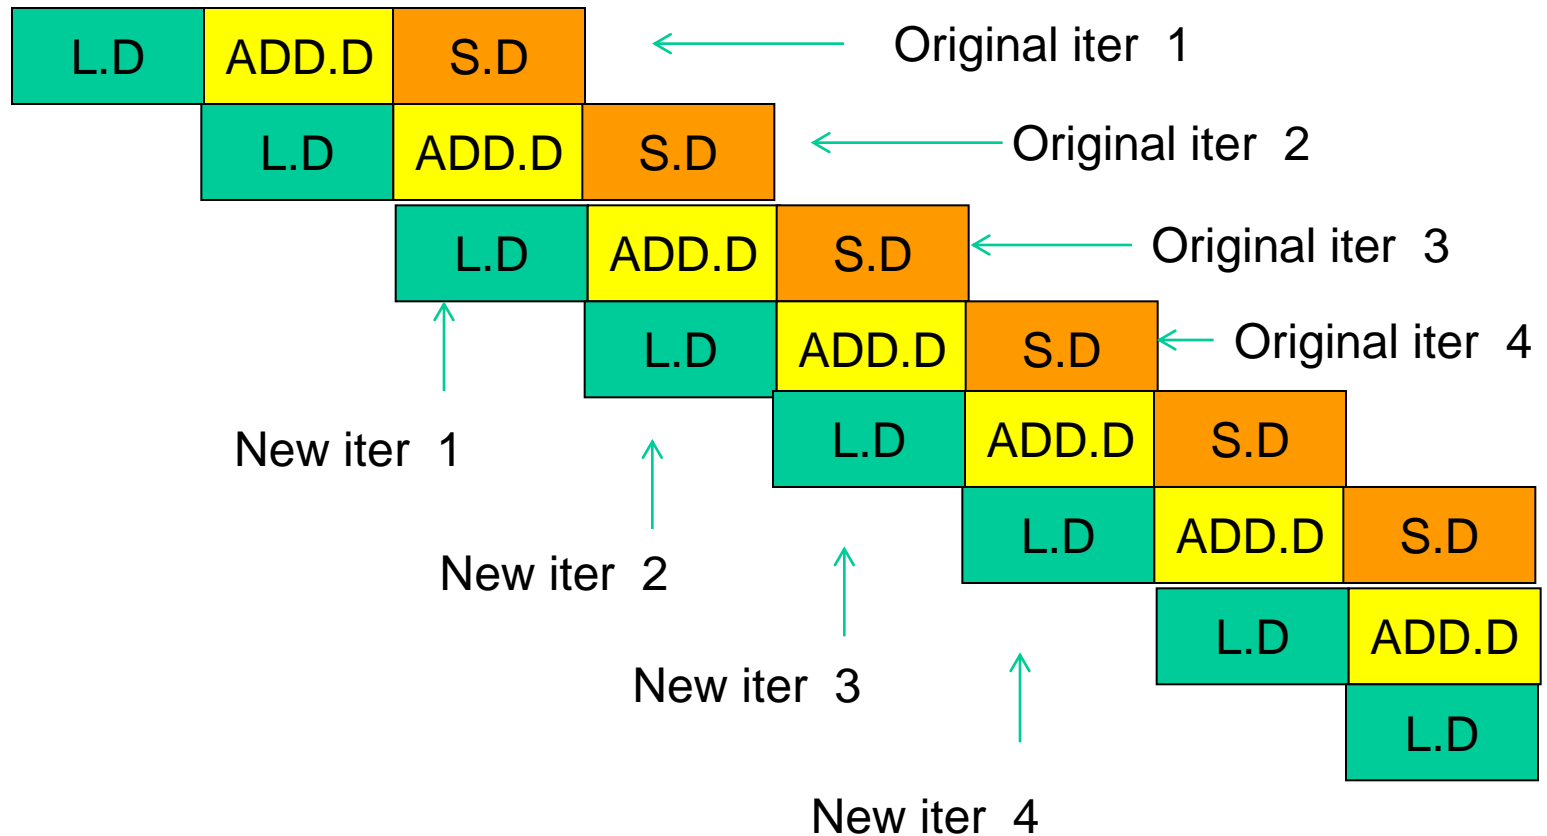 L.D ADD.D S.D Original iter 1
L.D ADD.D S.D Original iter 2
L.D ADD.D S.D Original iter 3
L.D ADD.D S.D Original iter 4
L.D ADD.D S.D
New iter 1
L.D ADD.D S.D
New iter 2
L.D ADD.D
New iter 3
L.D
New iter 4